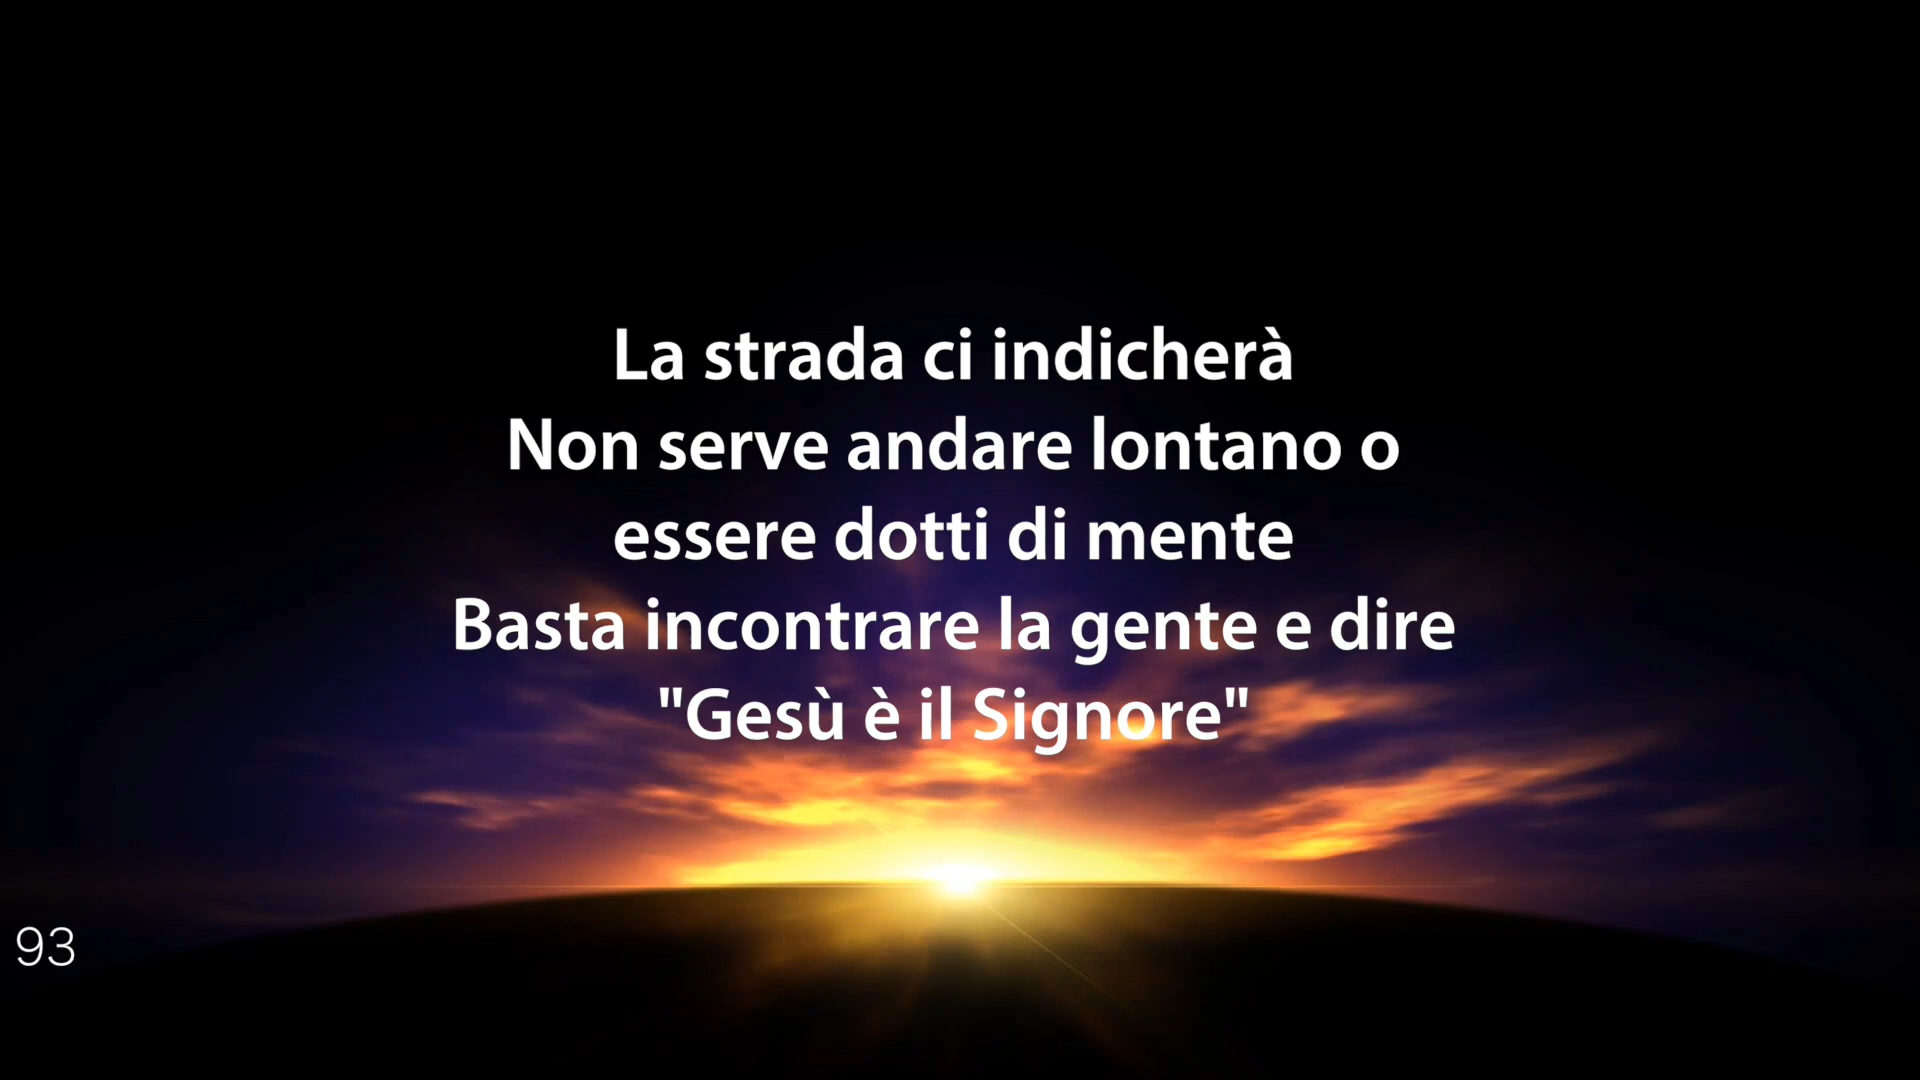 La strada ci indicherà
Non serve andare lontano o
essere dotti di mente
Basta incontrare la gente e dire
"Gesù è il Signore"
93